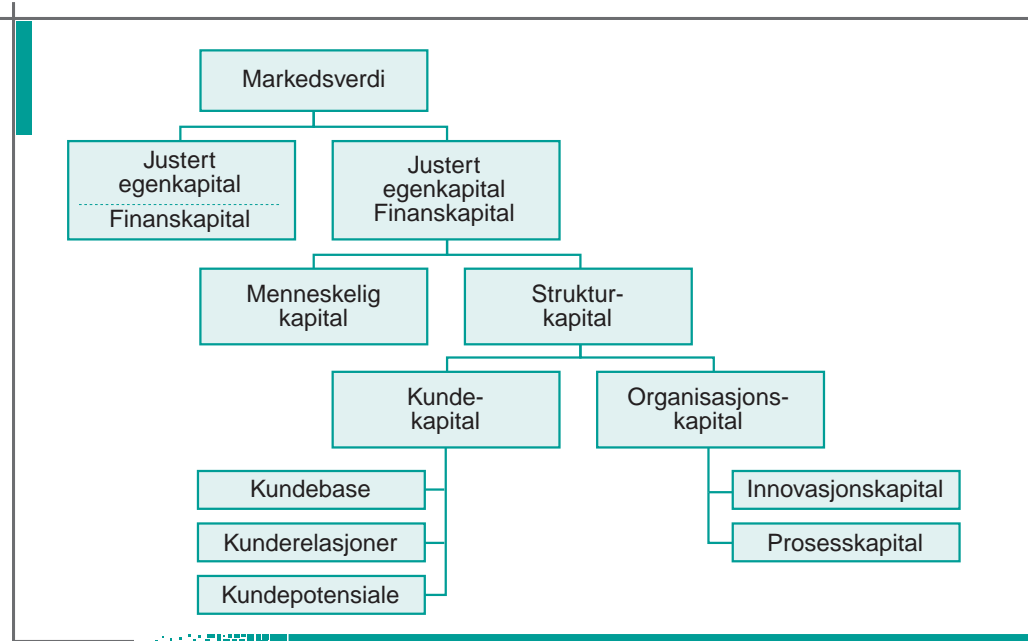 Markedsverdi
Justert
egenkapital
Finanskapital
Justert
egenkapital
Finanskapital
Menneskelig
kapital
Struktur-
kapital
Kunde-
kapital
Organisasjons-
kapital
Kundebase
Kunderelasjoner
Kundepotensiale
Innovasjonskapital
Prosesskapital